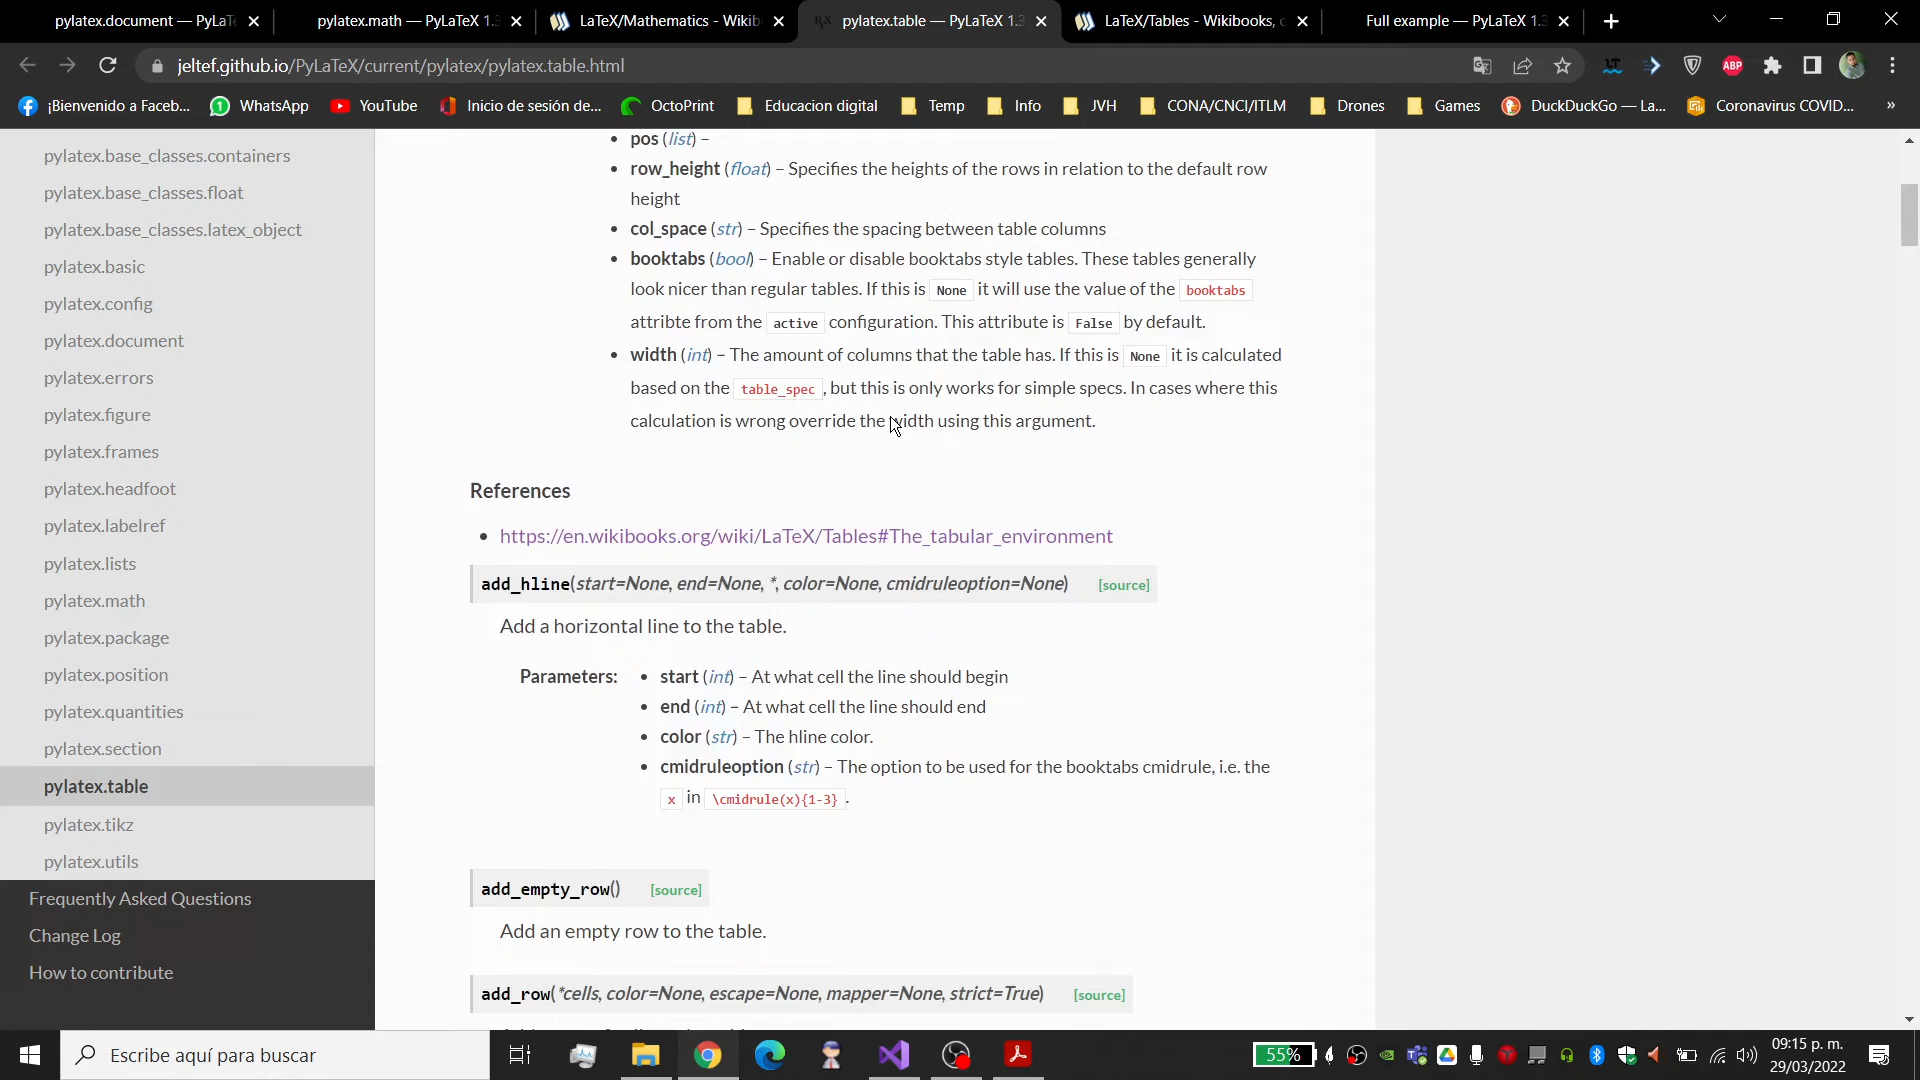 pylatex.document — PyLaTe
pylatex.math — PyLaTeX 1.3
LaTeX/Mathematics - Wikib
pylatex.table — PyLaTeX 1.3
LaTeX/Tables - Wikibooks, o
Full example — PyLaTeX 1.3
jeltef.github.io/PyLaTeX/current/pylatex/pylatex.table.html
¡Bienvenido a Faceb...
WhatsApp
YouTube
Inicio de sesión de...
OctoPrint
Educacion digital
Temp
Info
JVH
CONA/CNCI/ITLM
Drones
Games
DuckDuckGo — La...
Coronavirus COVID...
»
ABP
pylatex.base_classes.containers
pylatex.base_classes.float
pylatex.base_classes.latex_object
pylatex.basic
pylatex.config
pylatex.document
pylatex.errors
pylatex.figure
pylatex.frames
pylatex.headfoot
pylatex.labelref
pylatex.lists
pylatex.math
pylatex.package
pylatex.position
pylatex.quantities
pylatex.section
pylatex.table
pylatex.tikz
pylatex.utils
Frequently Asked Questions
Change Log
How to contribute
• pos (list) –
• row_height (float) – Specifies the heights of the rows in relation to the default row
height
• col_space (str) – Specifies the spacing between table columns
• booktabs (bool) – Enable or disable booktabs style tables. These tables generally
look nicer than regular tables. If this is None it will use the value of the booktabs
attribte from the active configuration. This attribute is False by default.
• width (int) – The amount of columns that the table has. If this is None it is calculated
based on the table_spec, but this is only works for simple specs. In cases where this
calculation is wrong override the width using this argument.
References
• https://en.wikibooks.org/wiki/LaTeX/Tables#The_tabular_environment
add_hline(start=None, end=None, *, color=None, cmidruleoption=None) [source]
Add a horizontal line to the table.
Parameters:
• start (int) – At what cell the line should begin
• end (int) – At what cell the line should end
• color (str) – The hline color.
• cmidruleoption (str) – The option to be used for the booktabs cmidrule, i.e. the
x in \cmidrule(x){1-3}.
add_empty_row() [source]
Add an empty row to the table.
add_row(*cells, color=None, escape=None, mapper=None, strict=True) [source]
Escribe aquí para buscar
55%
09:15 p. m.
29/03/2022